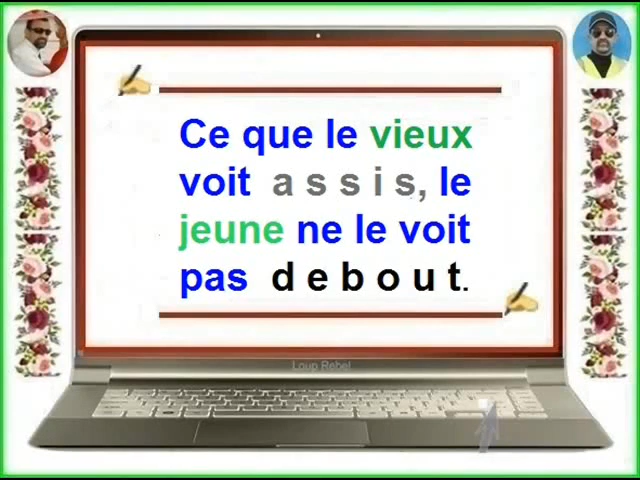 Ce que le vieux
voit a s s i s, le
jeune ne le voit
pas d e b o u t.
Loup Rebel